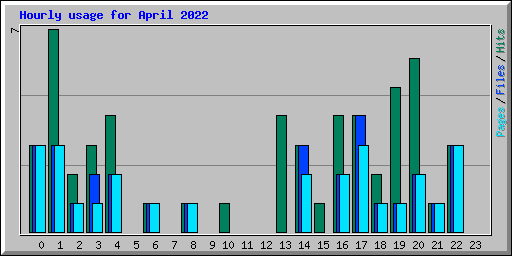 Hourly usage for April 2022
7
Pages/Files/Hits
0 1 2 3 4 5 6 7 8 9 10 11 12 13 14 15 16 17 18 19 20 21 22 23